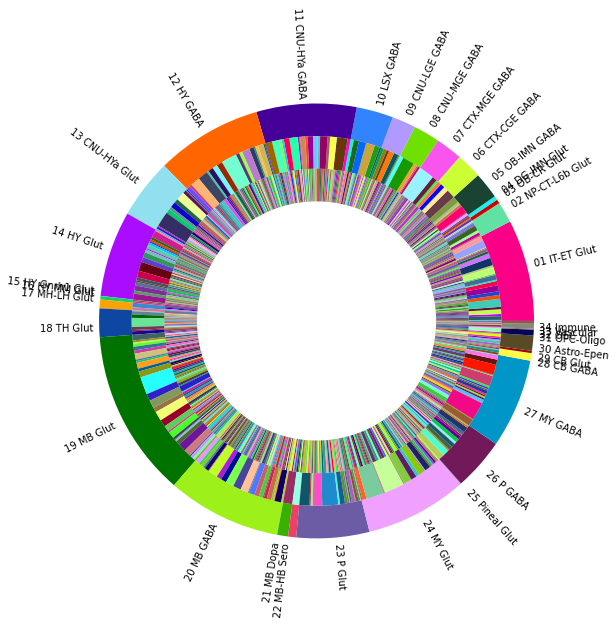 01 IT-ET Glut
02 NP-CT-L6b Glut
03 OB-CR Glut
04 DG-IMN Glut
05 OB-IMN GABA
06 CTX-CGE GABA
07 CTX-MGE GABA
08 CNU-MGE GABA
09 CNU-LGE GABA
10 LSX GABA
11 CNU-HYa GABA
12 HY GABA
13 CNU-HYa Glut
14 HY Glut
15 HY Gnrh1 Glut
17 MH-LH Glut
18 TH Glut
19 MB Glut
20 MB GABA
21 MB Dopa
22 MB-HB Sero
23 P Glut
24 MY Glut
25 Pineal Glut
26 P GABA
27 MY GABA
28 CB GABA
29 CB Glut
30 Astro-Epen
31 OPC-Oligo
33 Vascular
34 Immune